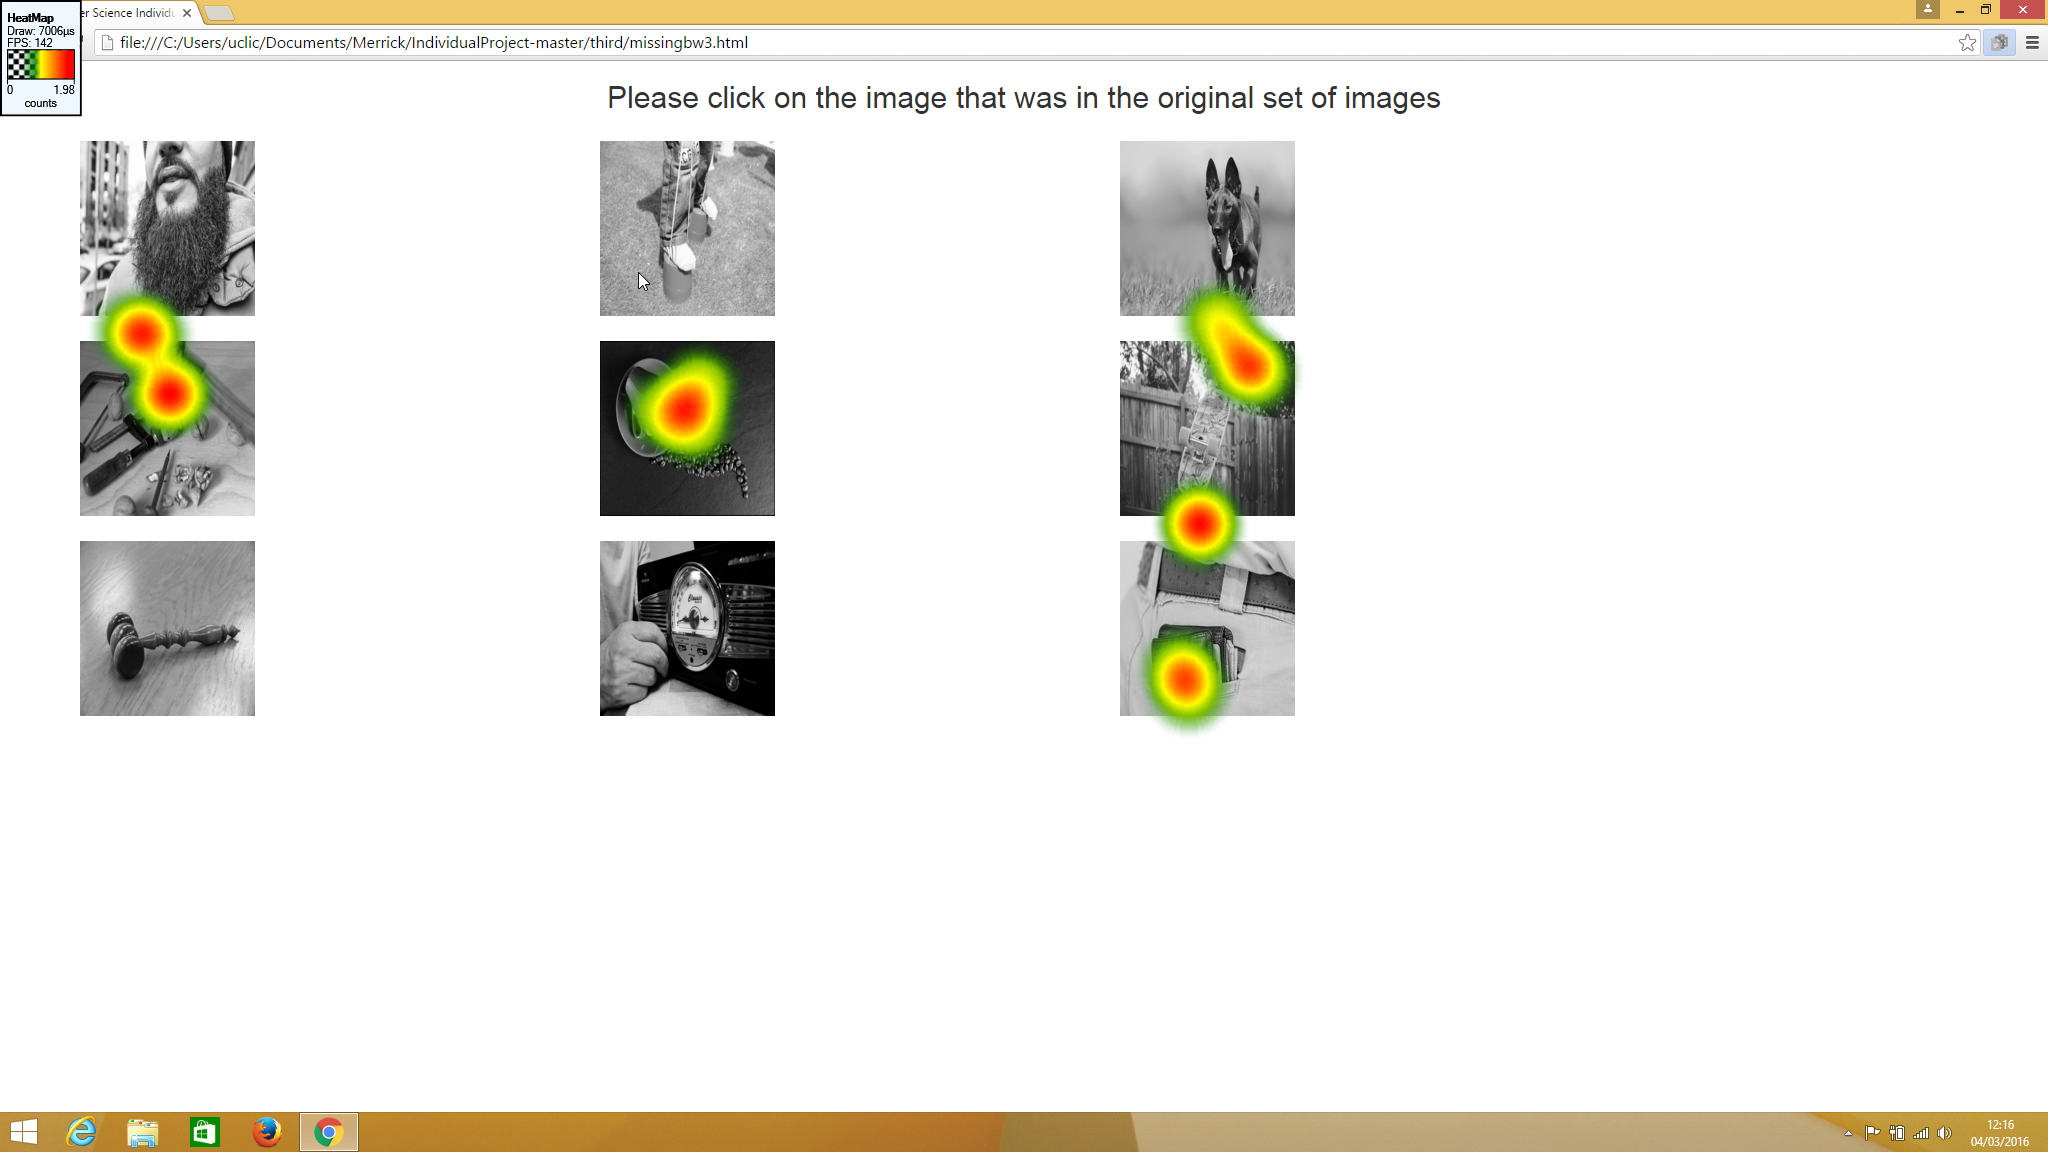 HeatMap
Draw: 7006µs
FPS: 142
0 1.98
counts
er Science Individu
file:///C:/Users/uclic/Documents/Merrick/IndividualProject-master/third/missingbw3.html
Please click on the image that was in the original set of images
Classic
12:16
04/03/2016